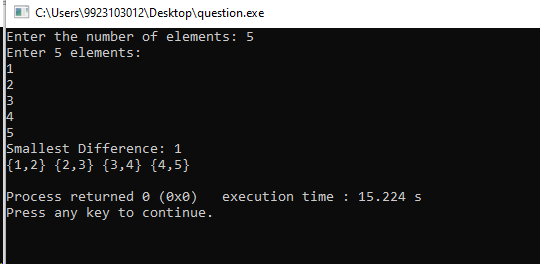 C:\Users\9923103012\Desktop\question.exe
Enter the number of elements: 5
Enter 5 elements:
1
2
3
4
5
Smallest Difference: 1
{1,2} {2,3} {3,4} {4,5}
Process returned 0 (0x0)   execution time : 15.224 s
Press any key to continue.